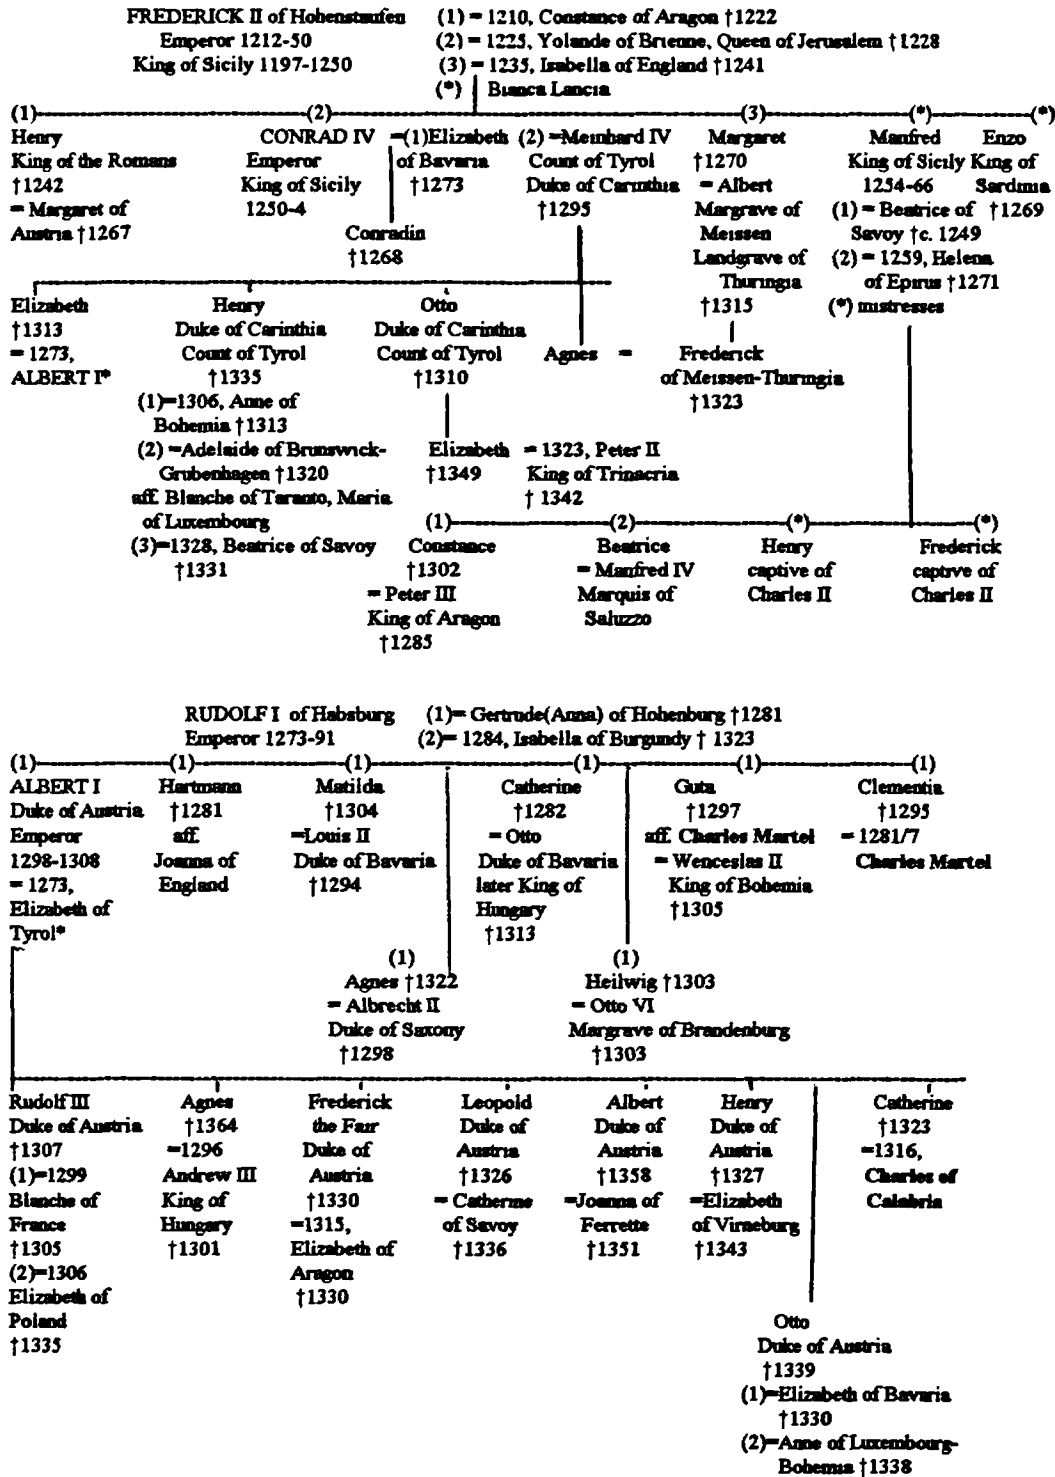 FREDERICK II of Hohenstaufen (1) = 1210, Constance of Aragon †1222
Emperor 1212-50 (2) = 1225, Yolande of Brienne, Queen of Jerusalem †1228
King of Sicily 1197-1250 (3) = 1235, Isabella of England †1241
(*) Bianca Lancia
(1) (2) (3) (*) (*)
Henry
King of the Romans
†1242
= Margaret of
Austria †1267
CONRAD IV
Emperor
King of Sicily
1250-4
=(1)Elizabeth
of Bavaria
†1273
(2) =Meinhard IV
Count of Tyrol
Duke of Carinthia
†1295
Margaret
†1270
= Albert
Margrave of
Meissen
Landgrave of
Thuringia
†1315
Manfred
King of Sicily
1254-66
(1) = Beatrice of
Savoy †c. 1249
(2) = 1259, Helena
of Epirus †1271
(*) mistresses
Enzo
King of
Sardinia
†1269
Conradin
†1268
Elizabeth
†1313
= 1273,
ALBERT I*
Henry
Duke of Carinthia
Count of Tyrol
†1335
(1)=1306, Anne of
Bohemia †1313
(2) =Adelaide of Brunswick-
Grubenhagen †1320
aff. Blanche of Taranto, Maria
of Luxembourg
(3)=1328, Beatrice of Savoy
†1331
Otto
Duke of Carinthia
Count of Tyrol
†1310
Agnes = Frederick
of Meissen-Thuringia
†1323
Elizabeth = 1323, Peter II
†1349 King of Trinacria
† 1342
(1) (2) (*) (*)
Constance
†1302
= Peter III
King of Aragon
†1285
Beatrice
= Manfred IV
Marquis of
Saluzzo
Henry
captive of
Charles II
Frederick
captive of
Charles II
RUDOLF I of Habsburg (1)= Gertrude(Anna) of Hohenburg †1281
Emperor 1273-91 (2)= 1284, Isabella of Burgundy † 1323
(1) (1) (1) (1) (1) (1)
ALBERT I
Duke of Austria
Emperor
1298-1308
= 1273,
Elizabeth of
Tyrol*
Hartmann
†1281
aff.
Joanna of
England
Matilda
†1304
=Louis II
Duke of Bavaria
†1294
Catherine
†1282
= Otto
Duke of Bavaria
later King of
Hungary
†1313
Guta
†1297
aff. Charles Martel
= Wenceslas II
King of Bohemia
†1305
Clementia
†1295
= 1281/7
Charles Martel
(1)
Agnes †1322
= Albrecht II
Duke of Saxony
†1298
(1)
Heilwig †1303
= Otto VI
Margrave of Brandenburg
†1303
Rudolf III
Duke of Austria
†1307
(1)=1299
Blanche of
France
†1305
(2)=1306
Elizabeth of
Poland
†1335
Agnes
†1364
=1296
Andrew III
King of
Hungary
†1301
Frederick
the Fair
Duke of
Austria
†1330
=1315,
Elizabeth of
Aragon
†1330
Leopold
Duke of
Austria
†1326
= Catherine
of Savoy
†1336
Albert
Duke of
Austria
†1358
=Joanna of
Ferrette
†1351
Henry
Duke of
Austria
†1327
=Elizabeth
of Virneburg
†1343
Catherine
†1323
=1316,
Charles of
Calabria
Otto
Duke of Austria
†1339
(1)=Elizabeth of Bavaria
†1330
(2)=Anne of Luxembourg-
Bohemia †1338